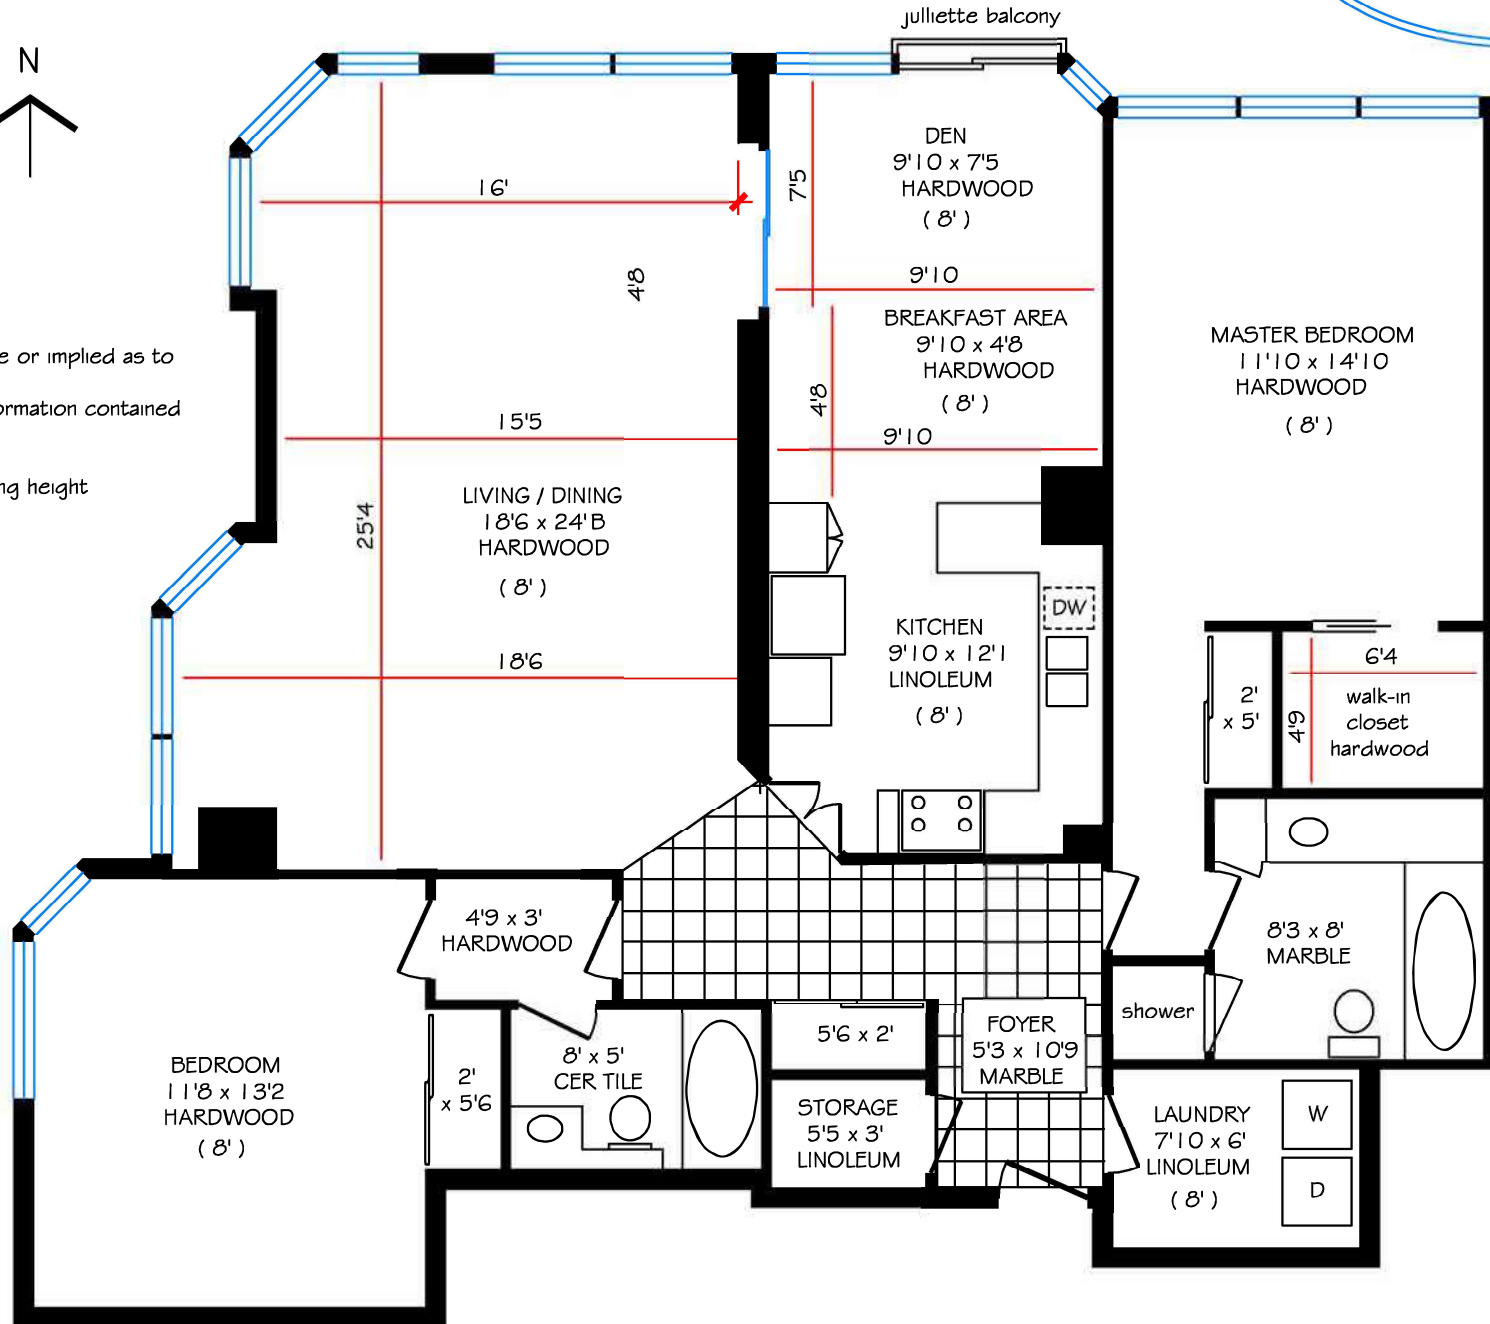 julliette balcony
N
DEN
9'10 x 7'5
HARDWOOD
( 8' )
16'
7'5
4'8
9'10
BREAKFAST AREA
9'10 x 4'8
HARDWOOD
( 8' )
4'8
9'10
MASTER BEDROOM
11'10 x 14'10
HARDWOOD
( 8' )
e or implied as to
ormation contained
ng height
15'5
25'4
LIVING / DINING
18'6 x 24'B
HARDWOOD
( 8' )
18'6
KITCHEN
9'10 x 12'1
LINOLEUM
( 8' )
DW
2'
x 5'
6'4
4'9
walk-in
closet
hardwood
4'9 x 3'
HARDWOOD
8'3 x 8'
MARBLE
shower
5'6 x 2'
FOYER
5'3 x 10'9
MARBLE
BEDROOM
11'8 x 13'2
HARDWOOD
( 8' )
2'
x 5'6
8' x 5'
CER TILE
STORAGE
5'5 x 3'
LINOLEUM
LAUNDRY
7'10 x 6'
LINOLEUM
( 8' )
W
D